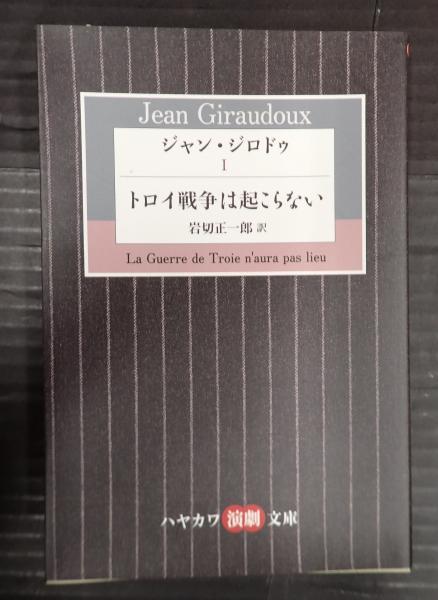 Jean Giraudoux
ジャン・ジロドゥ
I
トロイ戦争は起こらない
岩切正一郎 訳
La Guerre de Troie n'aura pas lieu
ハヤカワ演劇文庫